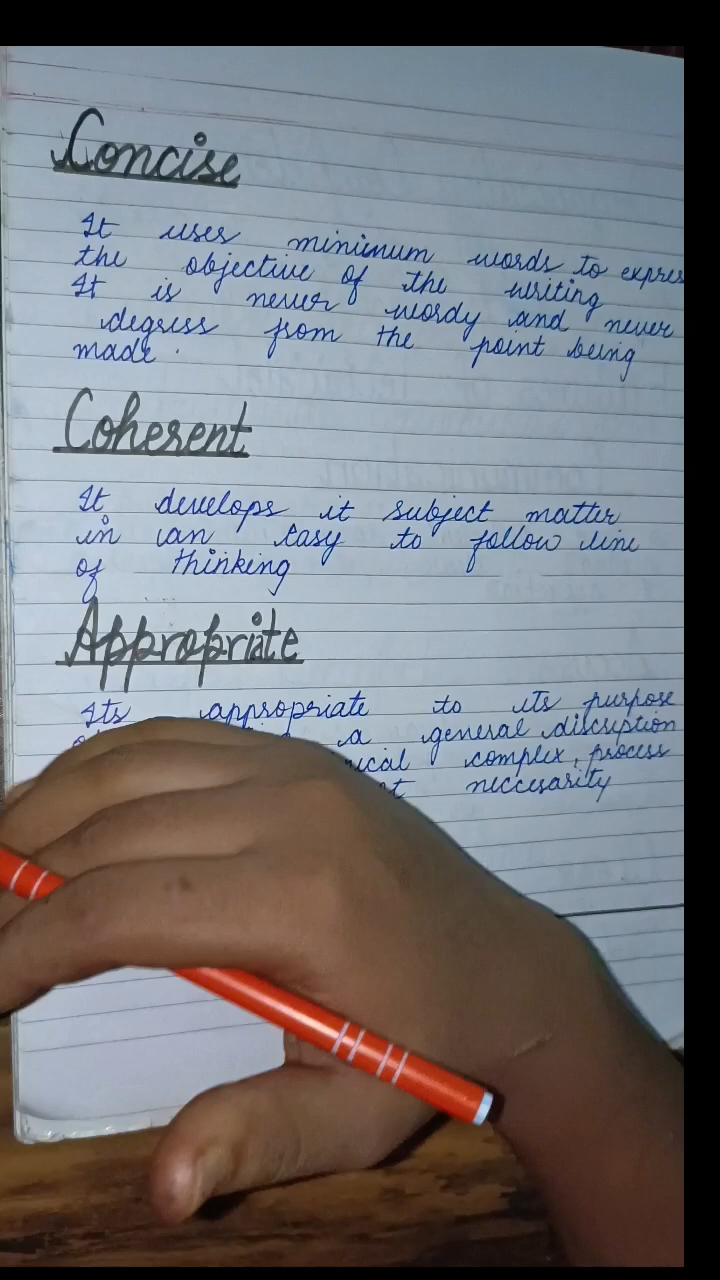 Concise
It uses minimum words to expres
the objective of the writing
It is never wordy and never
degress from the point being
made.
Coherent
It develops it subject matter
in an easy to follow line
of thinking
Appropriate
Its appropriate to its purpose
a general discription
complex, process
neccesarity